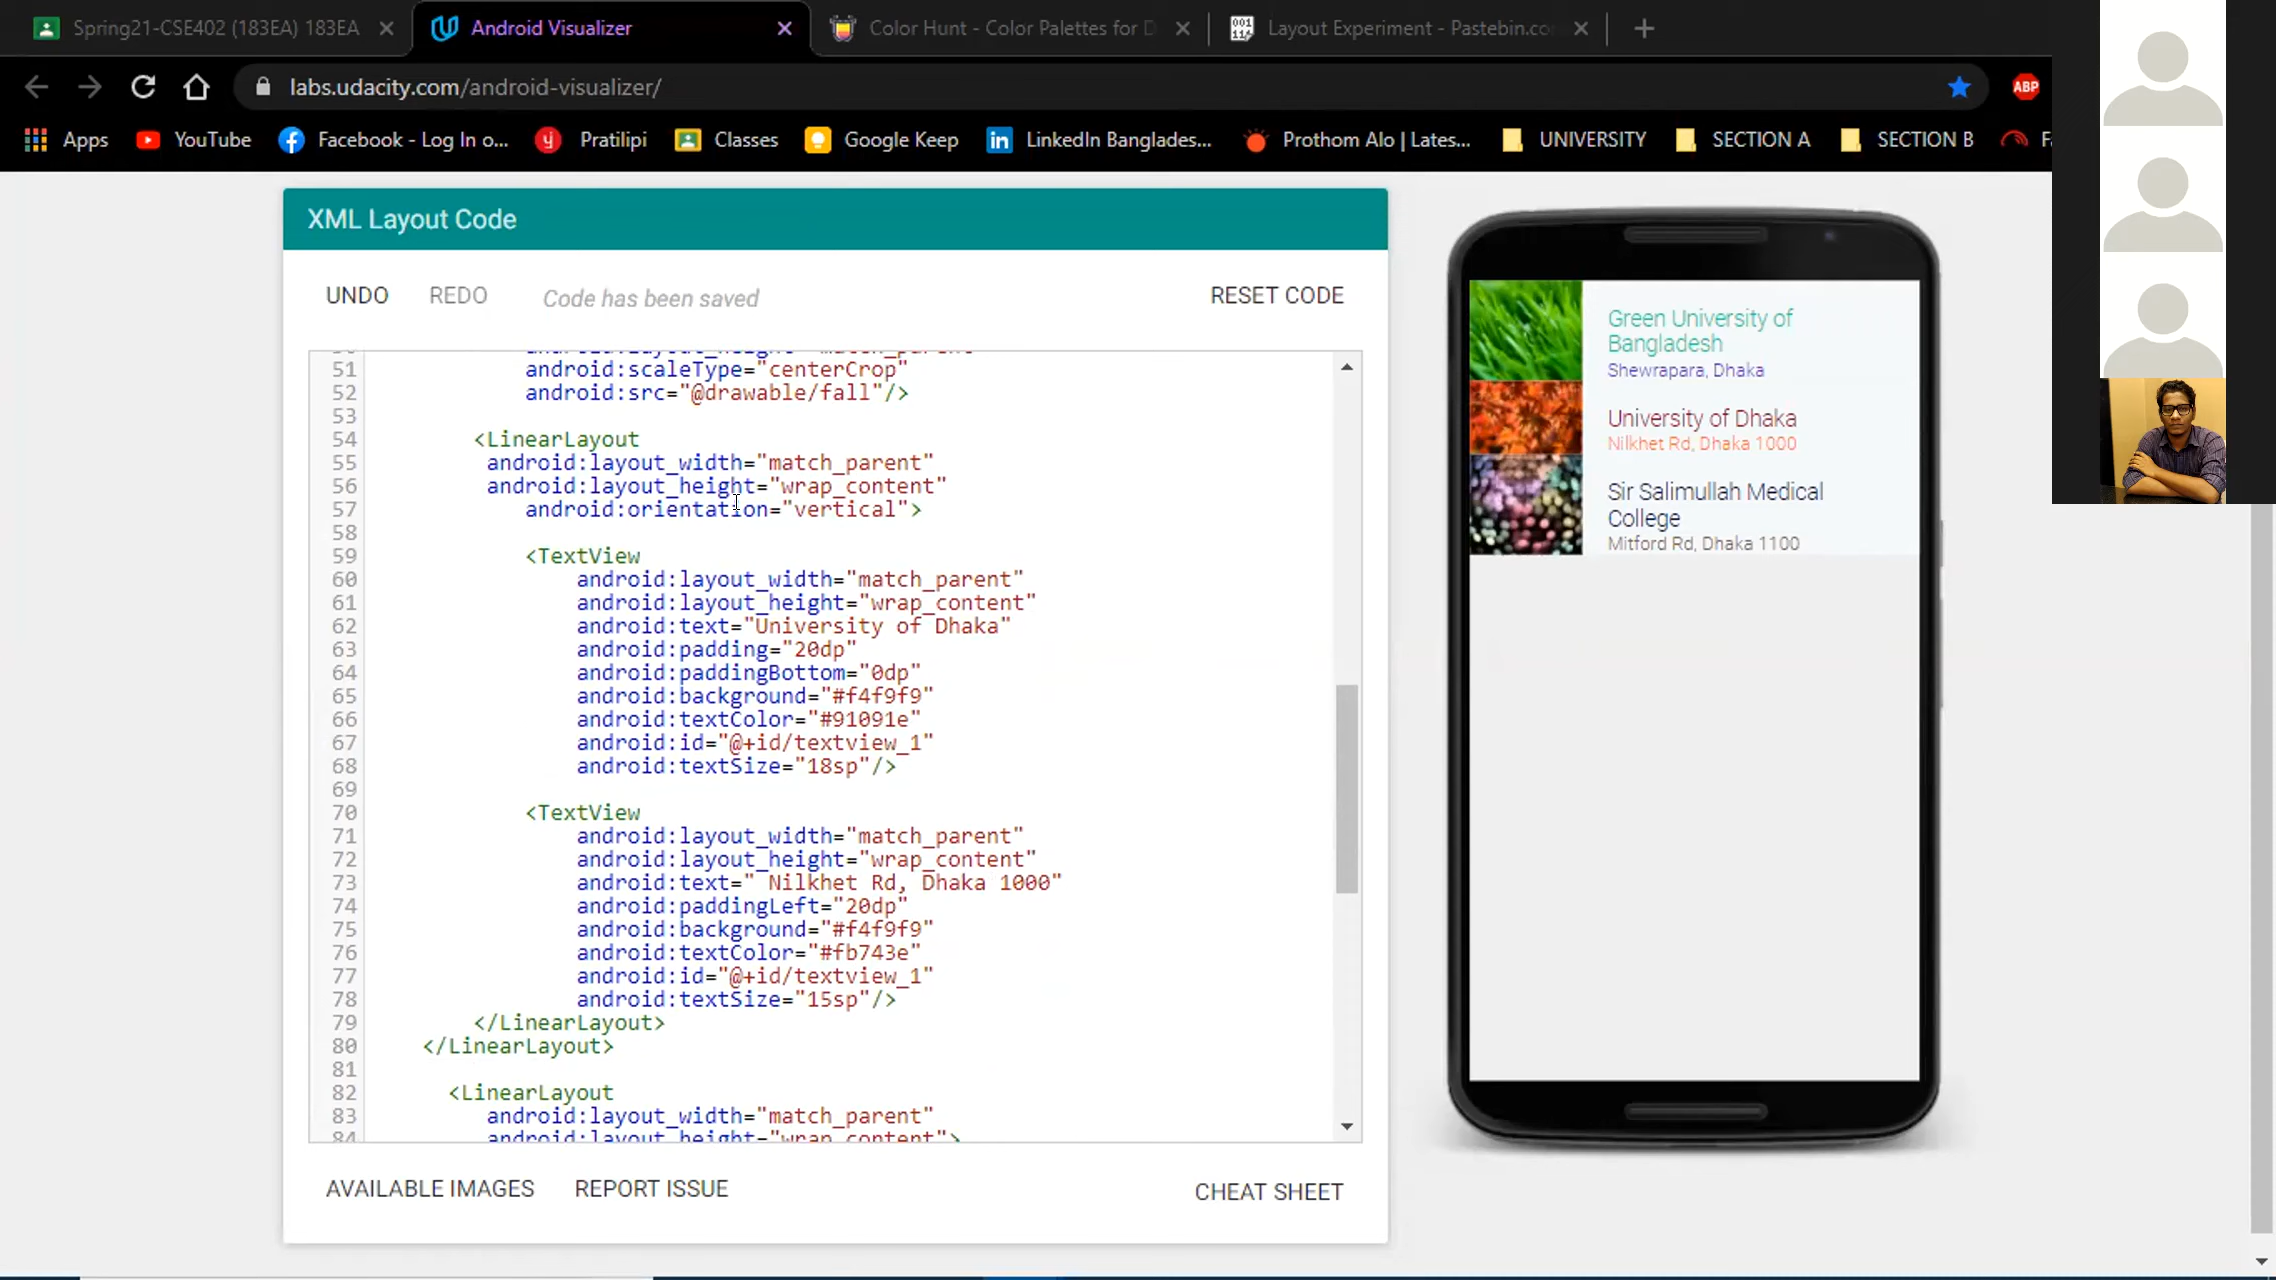 Spring21-CSE402 (183EA) 183EA
Android Visualizer
Color Hunt - Color Palettes for D
Layout Experiment - Pastebin.co
labs.udacity.com/android-visualizer/
ABP
Apps
YouTube
Facebook - Log In o...
Pratilipi
Classes
Google Keep
LinkedIn Banglades...
Prothom Alo | Lates...
UNIVERSITY
SECTION A
SECTION B
XML Layout Code
UNDO
REDO
Code has been saved
RESET CODE
51 android:scaleType="centerCrop"
52 android:src="@drawable/fall"/>
53
54 <LinearLayout
55 android:layout_width="match_parent"
56 android:layout_height="wrap_content"
57 android:orientation="vertical">
58
59 <TextView
60 android:layout_width="match_parent"
61 android:layout_height="wrap_content"
62 android:text="University of Dhaka"
63 android:padding="20dp"
64 android:paddingBottom="0dp"
65 android:background="#f4f9f9"
66 android:textColor="#91091e"
67 android:id="@+id/textview_1"
68 android:textSize="18sp"/>
69
70 <TextView
71 android:layout_width="match_parent"
72 android:layout_height="wrap_content"
73 android:text=" Nilkhet Rd, Dhaka 1000"
74 android:paddingLeft="20dp"
75 android:background="#f4f9f9"
76 android:textColor="#fb743e"
77 android:id="@+id/textview_1"
78 android:textSize="15sp"/>
79 </LinearLayout>
80 </LinearLayout>
81
82 <LinearLayout
83 android:layout_width="match_parent"
84 android:layout_height="wrap_content">
AVAILABLE IMAGES
REPORT ISSUE
CHEAT SHEET
Green University of
Bangladesh
Shewrapara, Dhaka
University of Dhaka
Nilkhet Rd, Dhaka 1000
Sir Salimullah Medical
College
Mitford Rd, Dhaka 1100